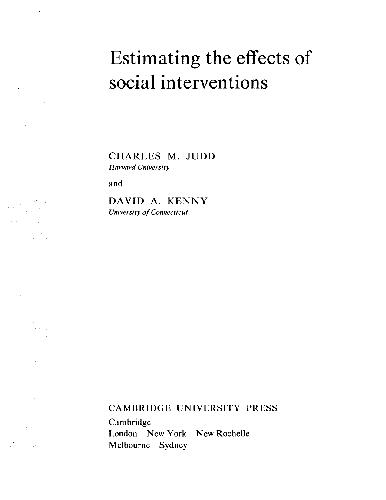 Estimating the effects of
social interventions
CHARLES M. JUDD
Harvard University
and
DAVID A. KENNY
University of Connecticut
CAMBRIDGE UNIVERSITY PRESS
Cambridge
London New York New Rochelle
Melbourne Sydney